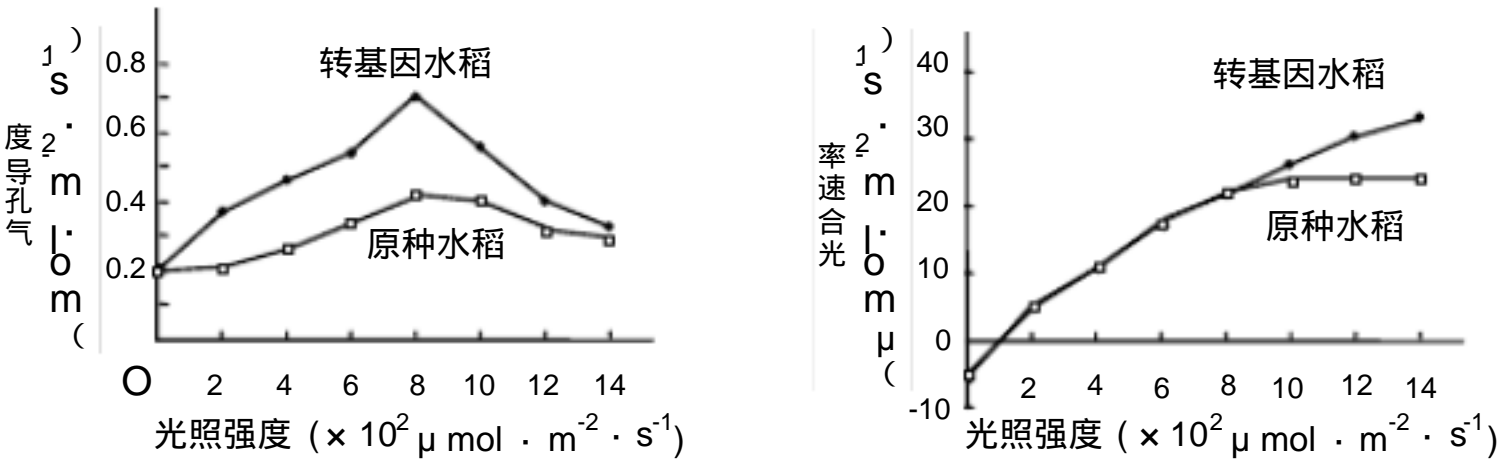 气孔导度
(mol·m-2·s-1)
0.8
0.6
0.4
0.2
O
转基因水稻
原种水稻
2 4 6 8 10 12 14
光照强度 (× 10² μ mol · m⁻² · s⁻¹)
光合速率
(μmol·m-2·s-1)
40
30
20
10
0
-10
转基因水稻
原种水稻
2 4 6 8 10 12 14
光照强度 (× 10² μ mol · m⁻² · s⁻¹)